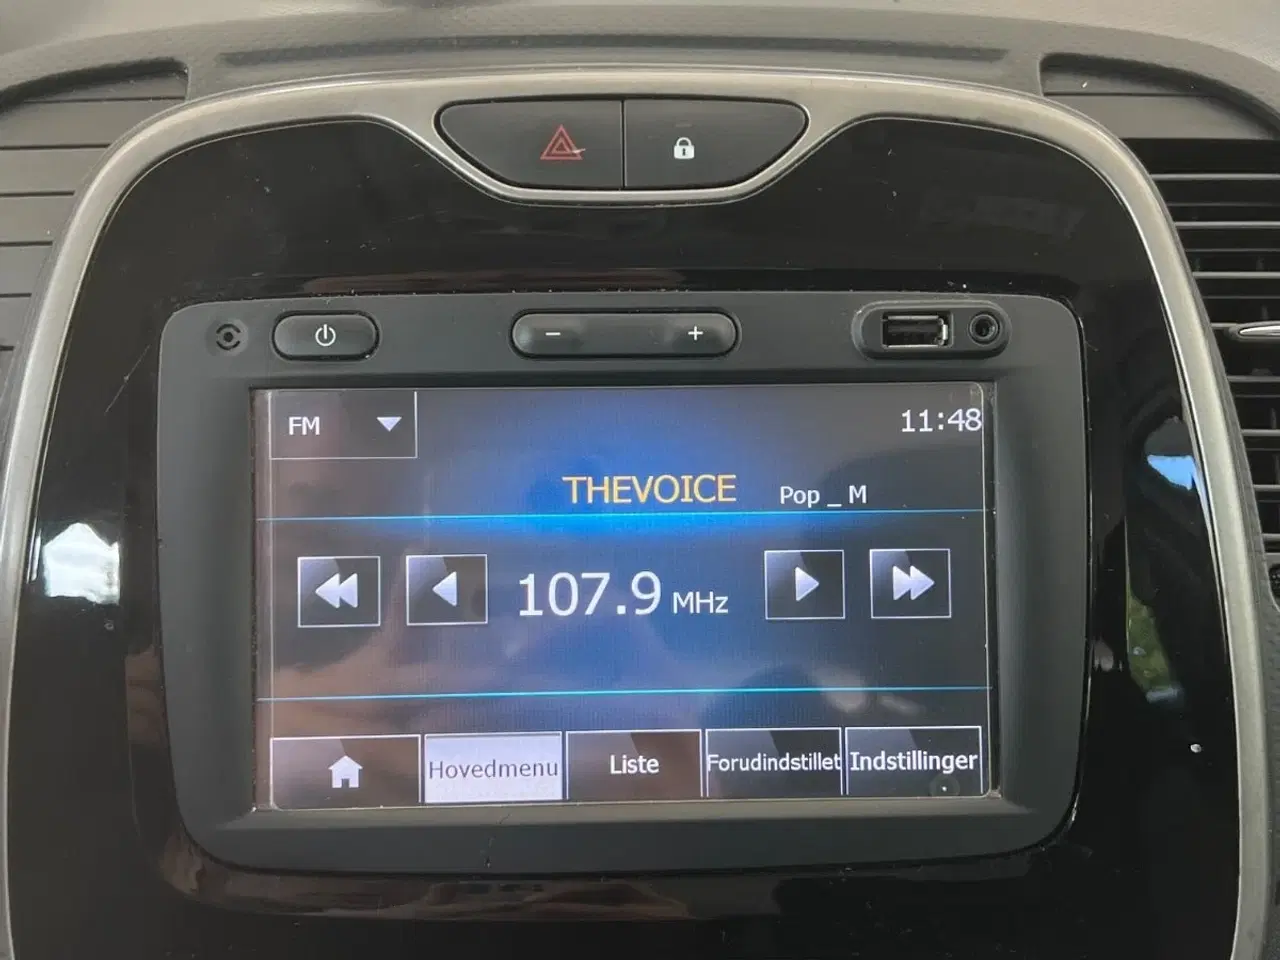 FM
11:48
THEVOICE
Pop _ M
107.9 MHz
Hovedmenu
Liste
Forudindstillet
Indstillinger